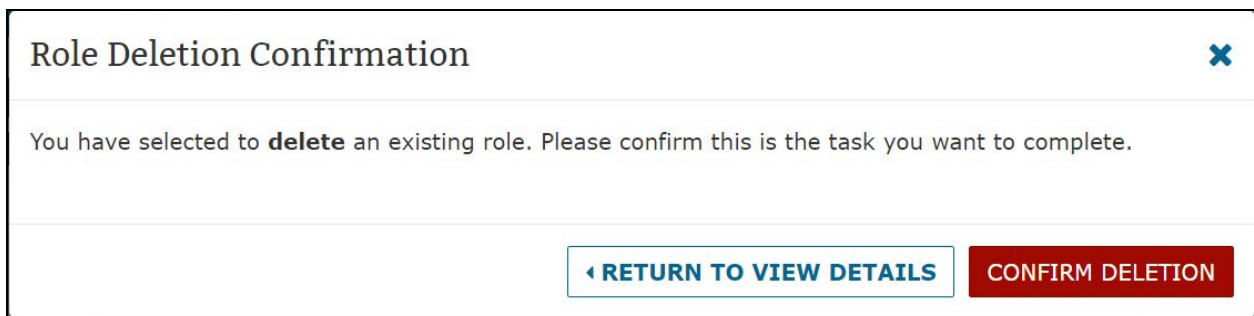 Role Deletion Confirmation
You have selected to delete an existing role. Please confirm this is the task you want to complete.
RETURN TO VIEW DETAILS
CONFIRM DELETION